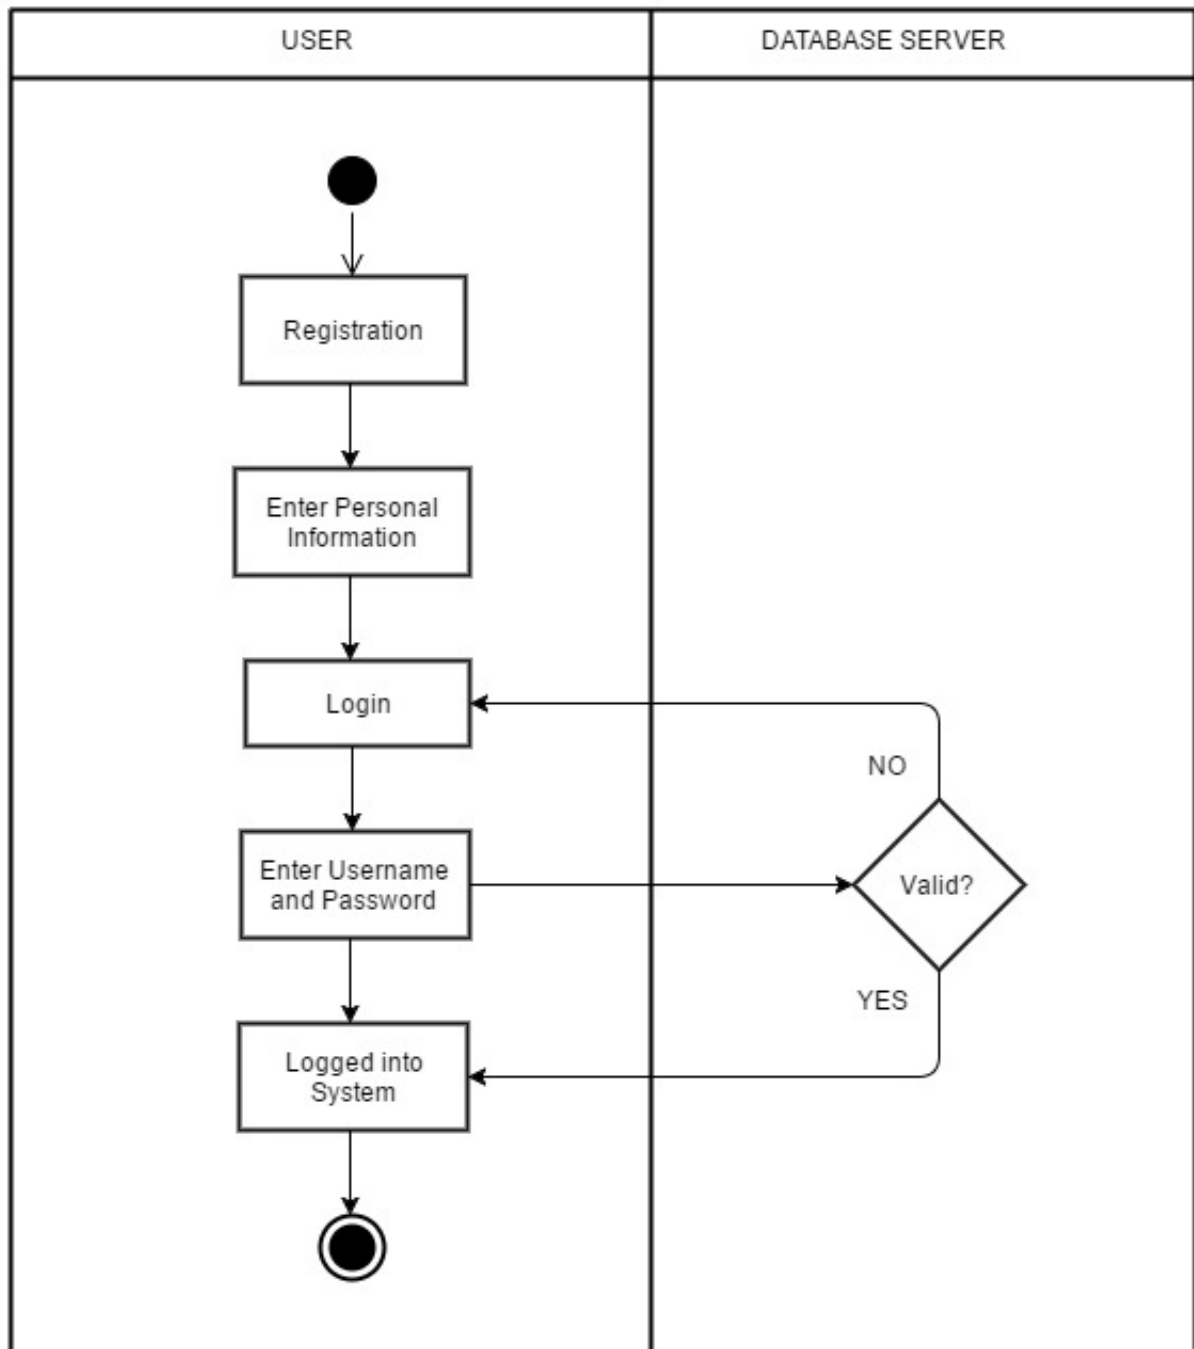 USER
DATABASE SERVER
Registration
Enter Personal
Information
Login
NO
Enter Username
and Password
Valid?
YES
Logged into
System